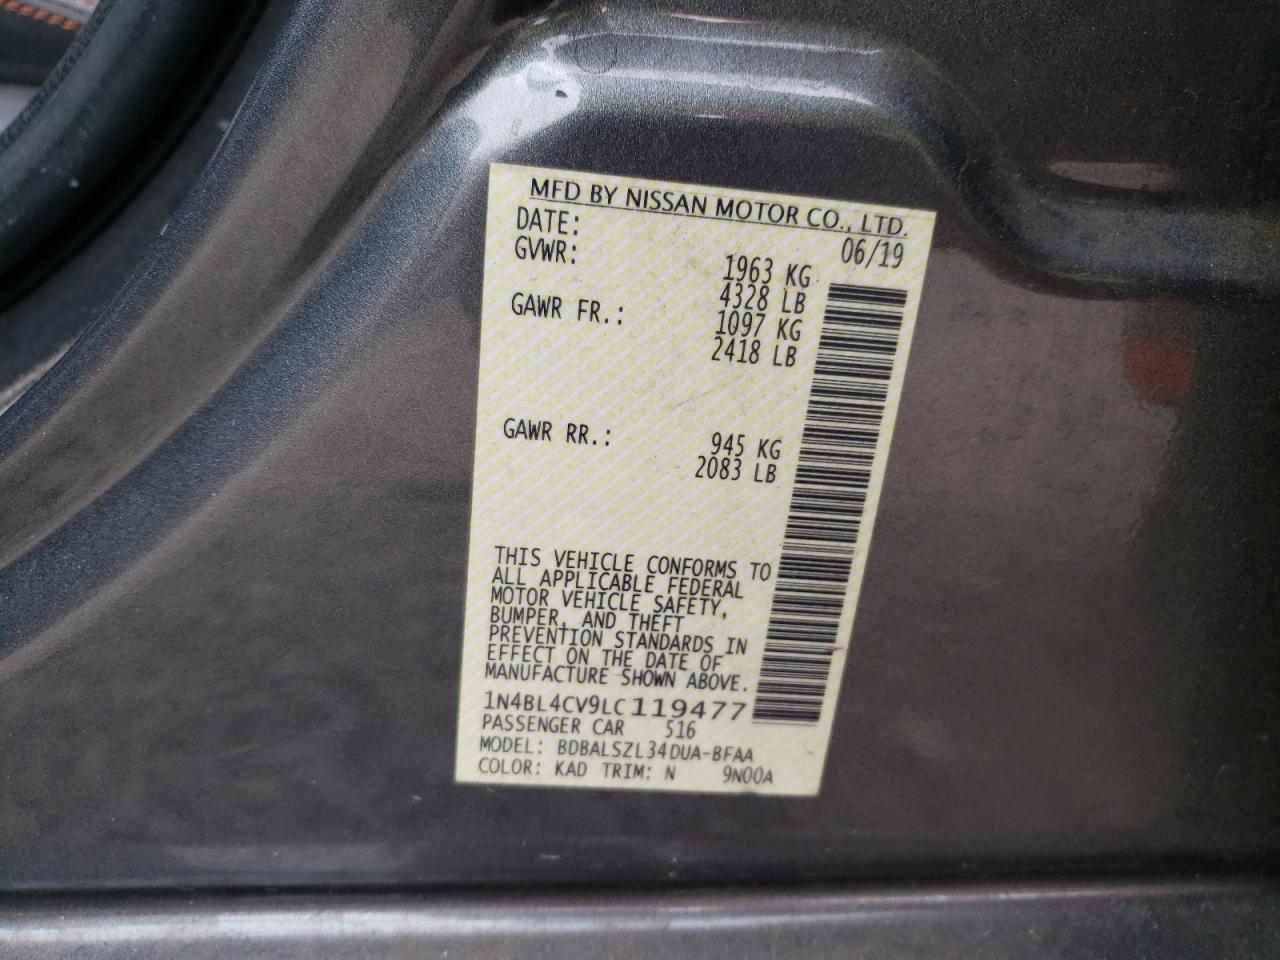 MFD BY NISSAN MOTOR CO., LTD.
DATE: 06/19
GVWR: 1963 KG
4328 LB
GAWR FR.: 1097 KG
2418 LB
GAWR RR.: 945 KG
2083 LB
THIS VEHICLE CONFORMS TO
ALL APPLICABLE FEDERAL
MOTOR VEHICLE SAFETY,
BUMPER, AND THEFT
PREVENTION STANDARDS IN
EFFECT ON THE DATE OF
MANUFACTURE SHOWN ABOVE.
1N4BL4CV9LC119477
PASSENGER CAR 516
MODEL: BDBALSZL34DUA-BFAA
COLOR: KAD TRIM: N 9N00A